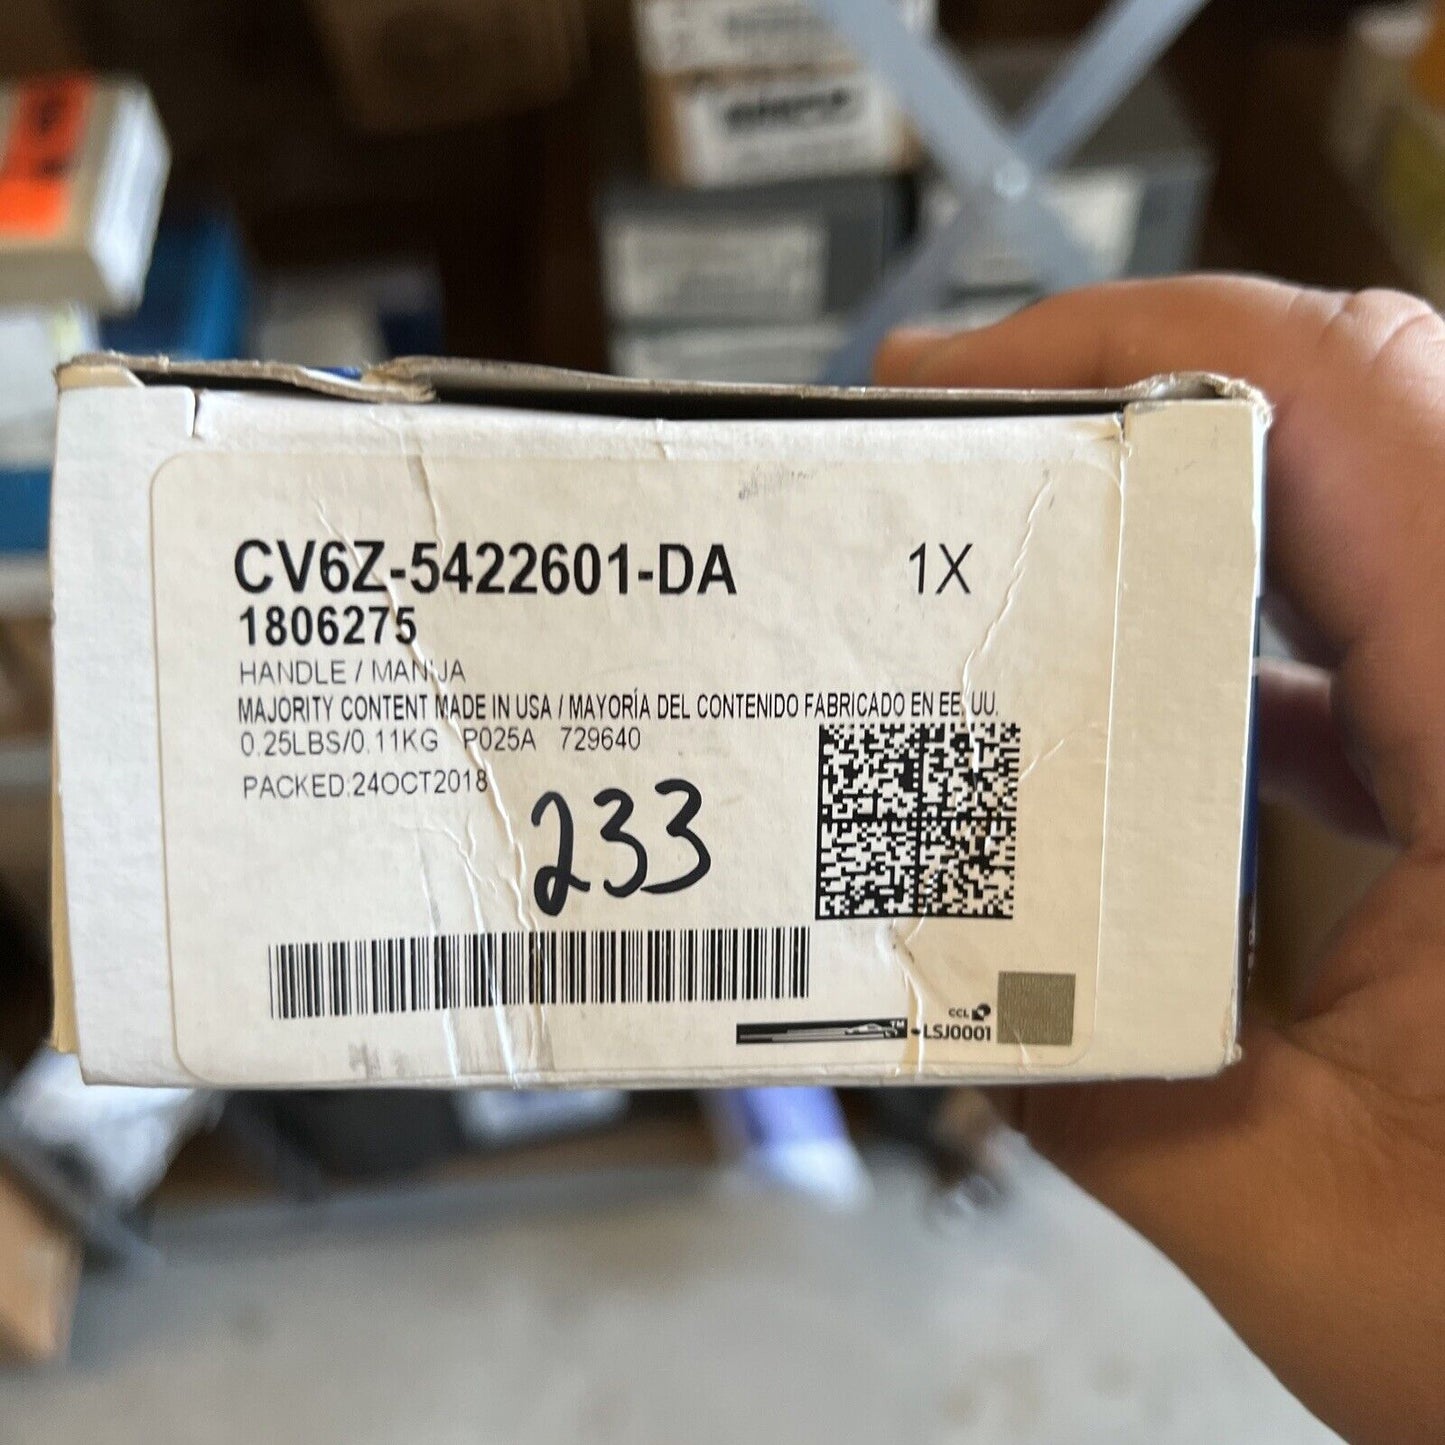 CV6Z-5422601-DA 1X
1806275
HANDLE / MANIJA
MAJORITY CONTENT MADE IN USA / MAYORÍA DEL CONTENIDO FABRICADO EN EE. UU.
0.25LBS/0.11KG P025A 729640
PACKED:24OCT2018
233
CCL
-LSJ0001